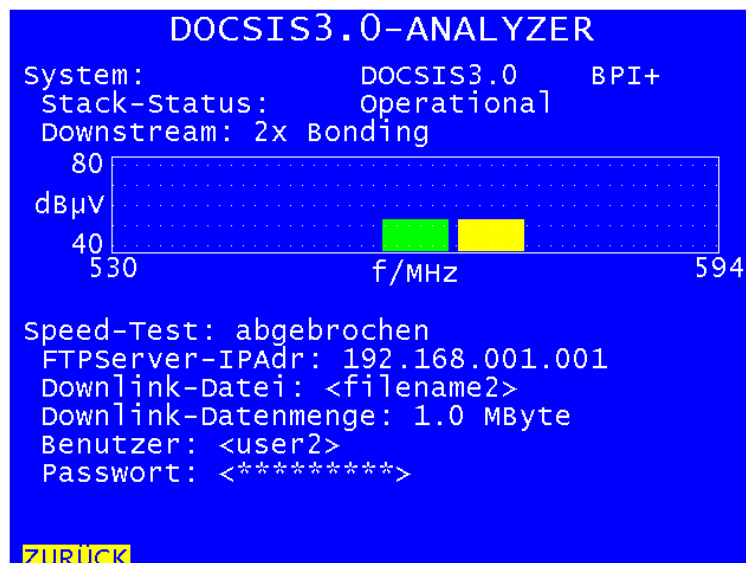 DOCSIS3.0-ANALYZER
System: DOCSIS3.0 BPI+
Stack-Status: Operational
Downstream: 2x Bonding
80
dBµV
40
530 f/MHz 594
Speed-Test: abgebrochen
FTPServer-IPAdr: 192.168.001.001
Downlink-Datei: <filename2>
Downlink-Datenmenge: 1.0 MByte
Benutzer: <user2>
Passwort: <*********>
ZURÜCK